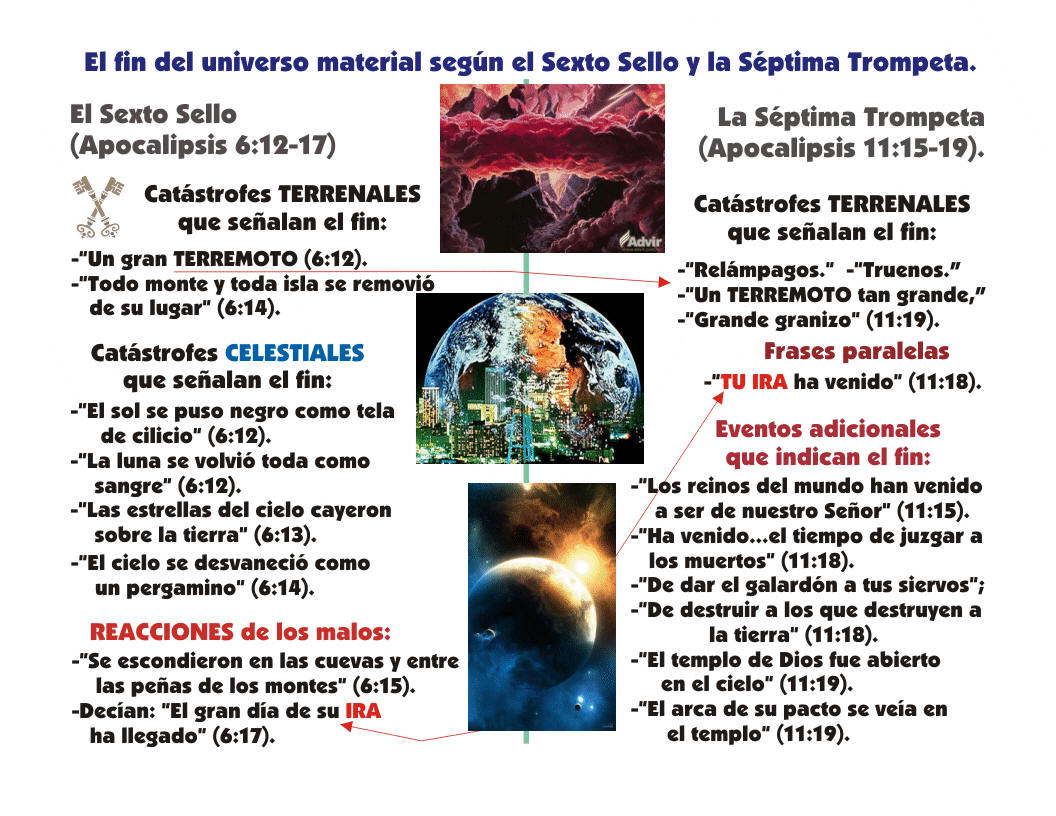 El fin del universo material según el Sexto Sello y la Séptima Trompeta.
El Sexto Sello
(Apocalipsis 6:12-17)
Catástrofes TERRENALES
que señalan el fin:
-"Un gran TERREMOTO (6:12).
-"Todo monte y toda isla se removió
de su lugar" (6:14).
Catástrofes CELESTIALES
que señalan el fin:
-"El sol se puso negro como tela
de cilicio" (6:12).
-"La luna se volvió toda como
sangre" (6:12).
-"Las estrellas del cielo cayeron
sobre la tierra" (6:13).
-"El cielo se desvaneció como
un pergamino" (6:14).
REACCIONES de los malos:
-"Se escondieron en las cuevas y entre
las peñas de los montes" (6:15).
-Decían: "El gran día de su IRA
ha llegado" (6:17).
Advir
La Séptima Trompeta
(Apocalipsis 11:15-19).
Catástrofes TERRENALES
que señalan el fin:
-"Relámpagos." -"Truenos."
-"Un TERREMOTO tan grande,"
-"Grande granizo" (11:19).
Frases paralelas
-"TU IRA ha venido" (11:18).
Eventos adicionales
que indican el fin:
-"Los reinos del mundo han venido
a ser de nuestro Señor" (11:15).
-"Ha venido...el tiempo de juzgar a
los muertos" (11:18).
-"De dar el galardón a tus siervos";
-"De destruir a los que destruyen a
la tierra" (11:18).
-"El templo de Dios fue abierto
en el cielo" (11:19).
-"El arca de su pacto se veía en
el templo" (11:19).